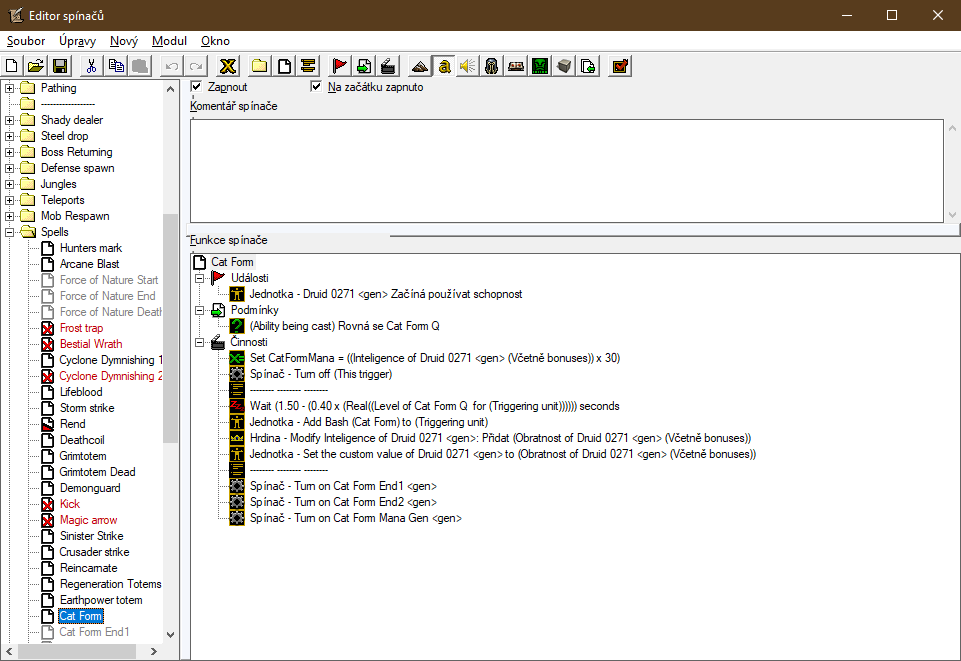 Editor spínačů
Soubor Úpravy Nový Modul Okno
Pathing
------------------
Shady dealer
Steel drop
Boss Returning
Defense spawn
Jungles
Teleports
Mob Respawn
Spells
Hunters mark
Arcane Blast
Force of Nature Start
Force of Nature End
Force of Nature Death
Frost trap
Bestial Wrath
Cyclone Dymnishing 1
Cyclone Dymnishing 2
Lifeblood
Storm strike
Rend
Deathcoil
Grimtotem
Grimtotem Dead
Demonguard
Kick
Magic arrow
Sinister Strike
Crusader strike
Reincarnate
Regeneration Totems
Earthpower totem
Cat Form
Cat Form End1
Zapnout
Na začátku zapnuto
Komentář spínače
Funkce spínače
Cat Form
Události
Jednotka - Druid 0271 <gen> Začíná používat schopnost
Podmínky
(Ability being cast) Rovná se Cat Form Q
Činnosti
Set CatFormMana = ((Inteligence of Druid 0271 <gen> (Včetně bonuses)) x 30)
Spínač - Turn off (This trigger)
-------- -------- --------
Wait (1.50 - (0.40 x (Real((Level of Cat Form Q  for (Triggering unit)))))) seconds
Jednotka - Add Bash (Cat Form) to (Triggering unit)
Hrdina - Modify Inteligence of Druid 0271 <gen>: Přidat (Obratnost of Druid 0271 <gen> (Včetně bonuses))
Jednotka - Set the custom value of Druid 0271 <gen> to (Obratnost of Druid 0271 <gen> (Včetně bonuses))
-------- -------- --------
Spínač - Turn on Cat Form End1 <gen>
Spínač - Turn on Cat Form End2 <gen>
Spínač - Turn on Cat Form Mana Gen <gen>